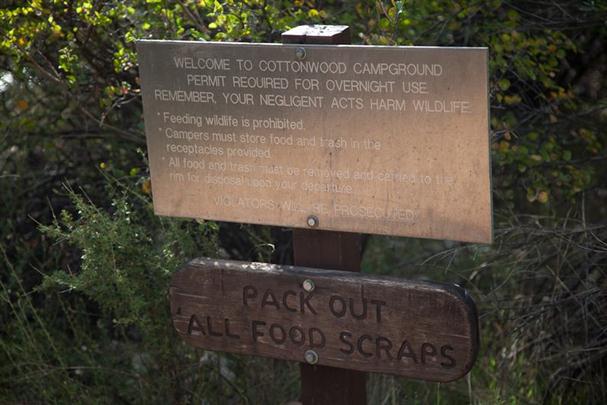 WELCOME TO COTTONWOOD CAMPGROUND
PERMIT REQUIRED FOR OVERNIGHT USE
REMEMBER, YOUR NEGLIGENT ACTS HARM WILDLIFE.
* Feeding wildlife is prohibited.
* Campers must store food and trash in the
receptacles provided.
* All food and trash must be removed and carried to the
rim for disposal upon your departure.
VIOLATORS WILL BE PROSECUTED
PACK OUT
ALL FOOD SCRAPS